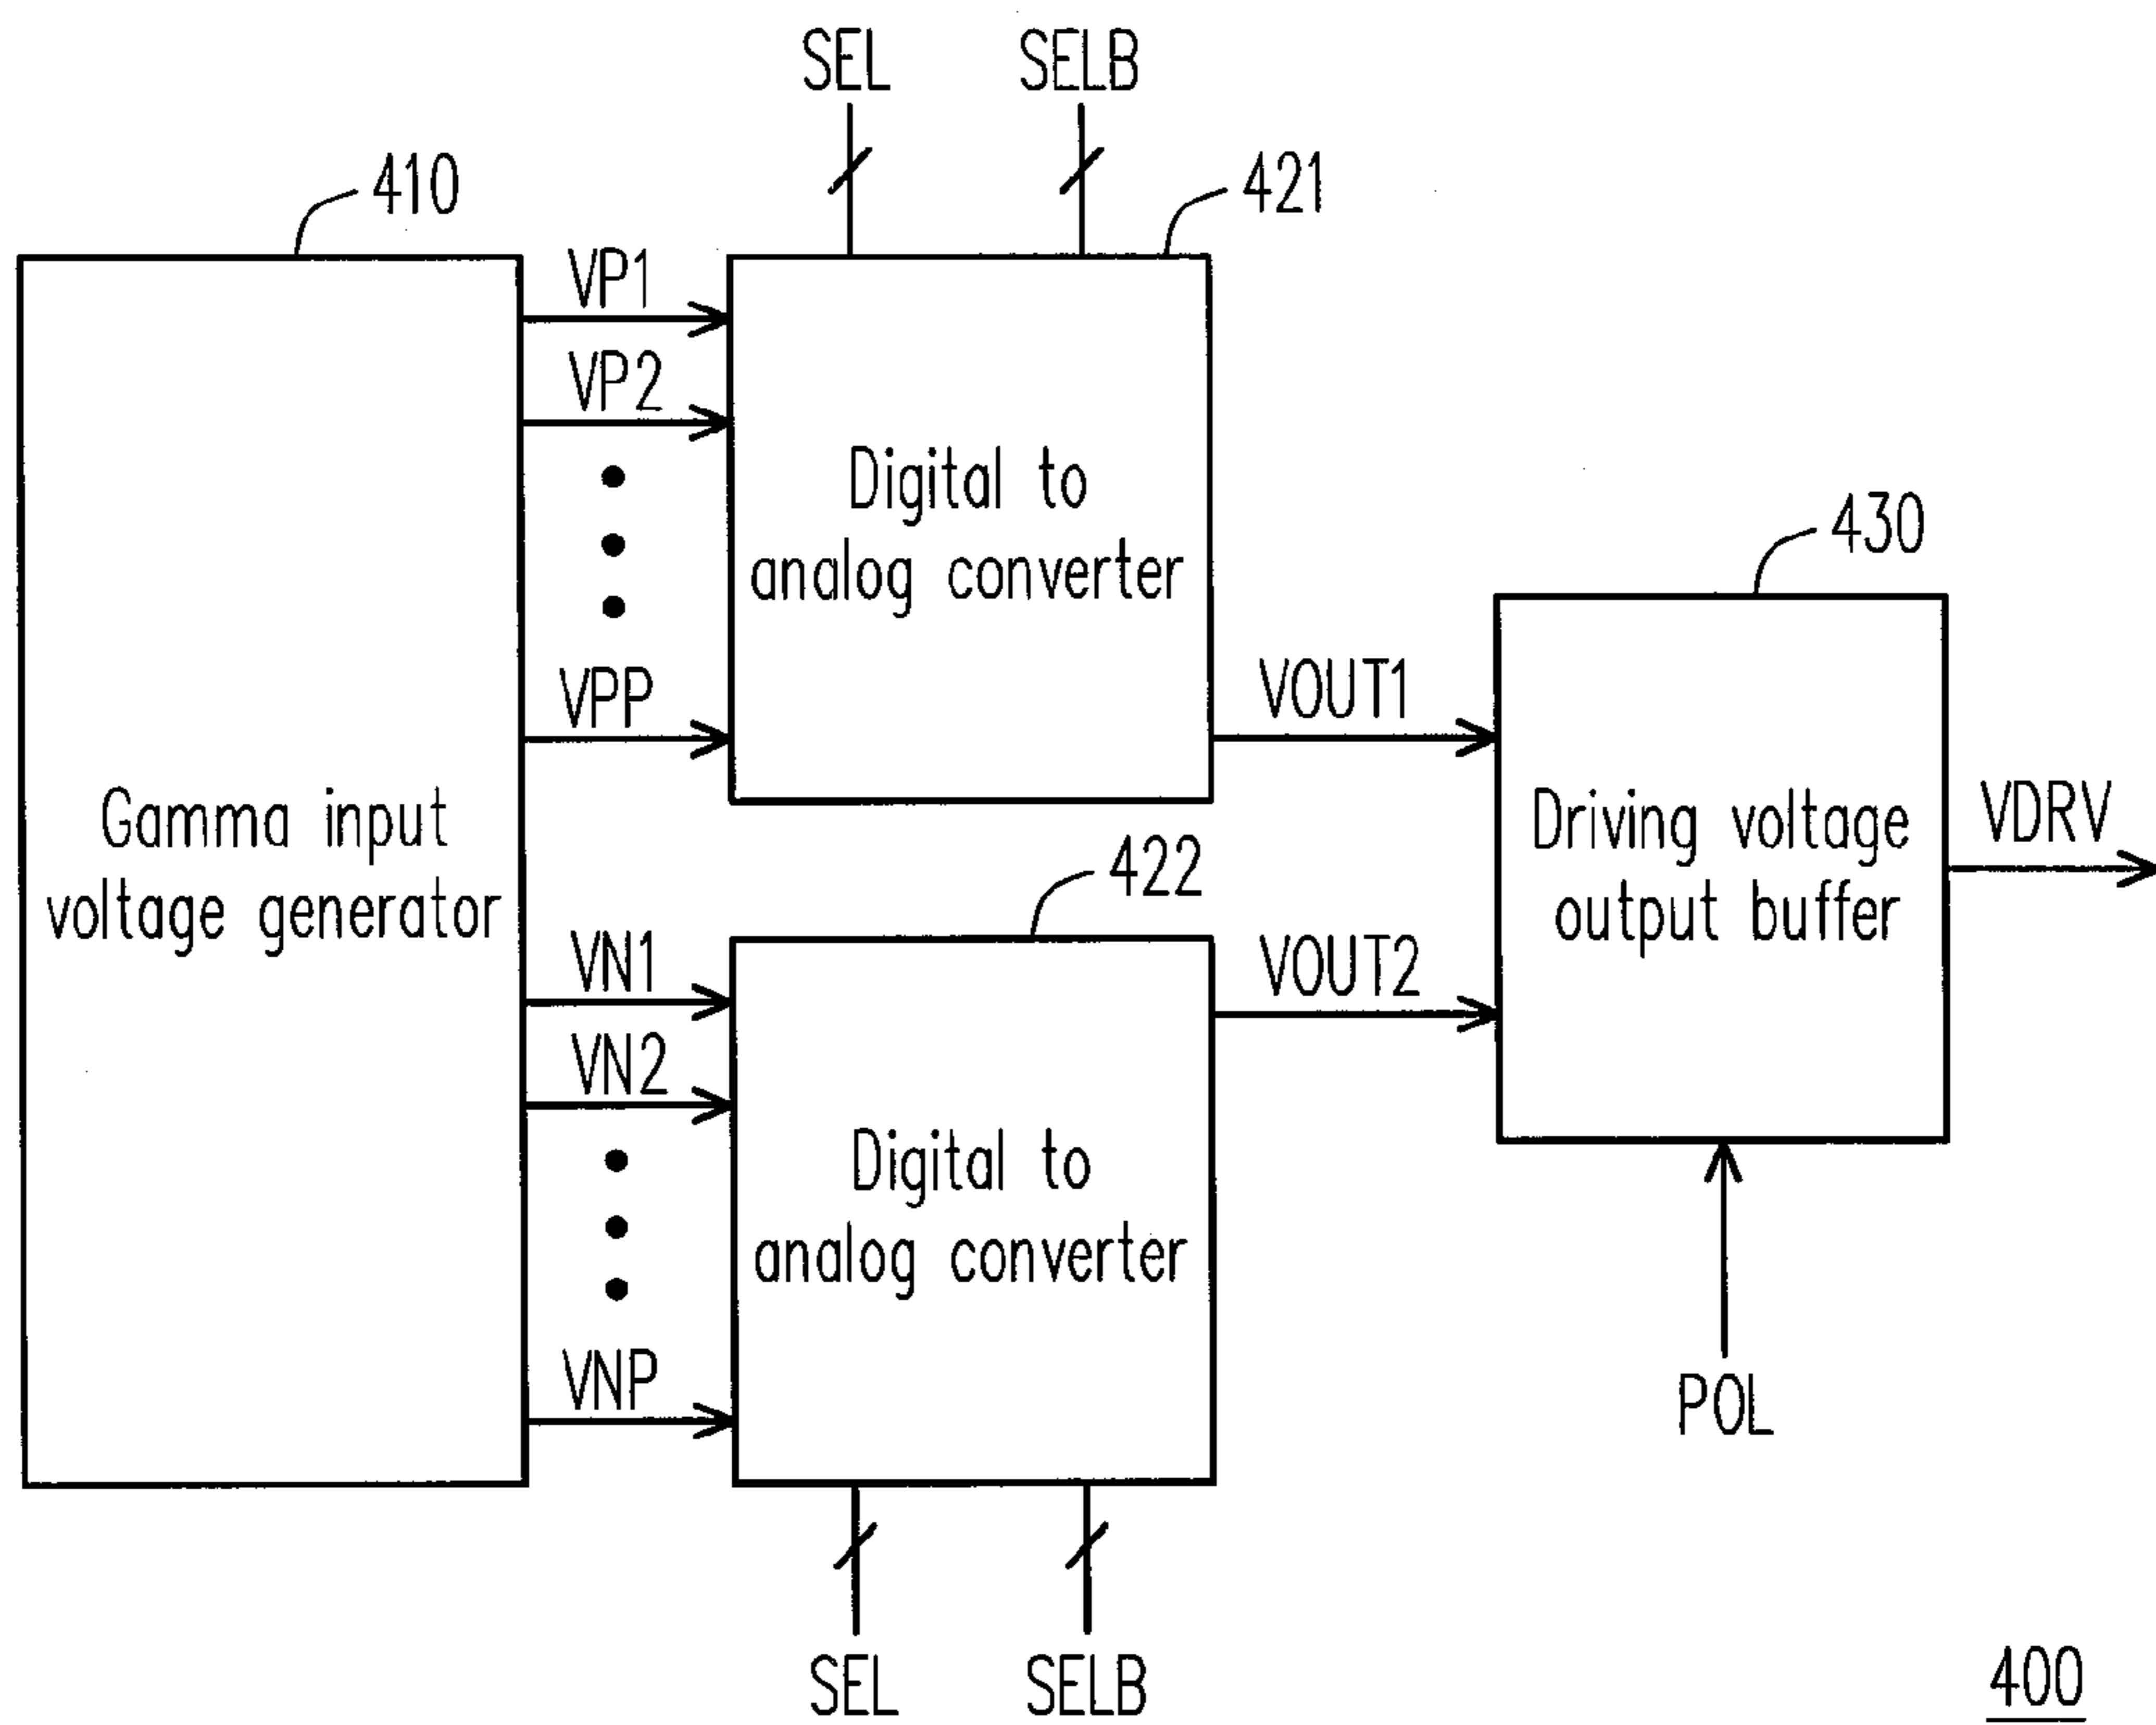 SEL
SELB
410
421
VP1
VP2
Digital to
analog converter
430
VPP
VOUT1
Gamma input
voltage generator
Driving voltage
output buffer
VDRV
422
VN1
VOUT2
VN2
Digital to
analog converter
VNP
POL
SEL
SELB
400